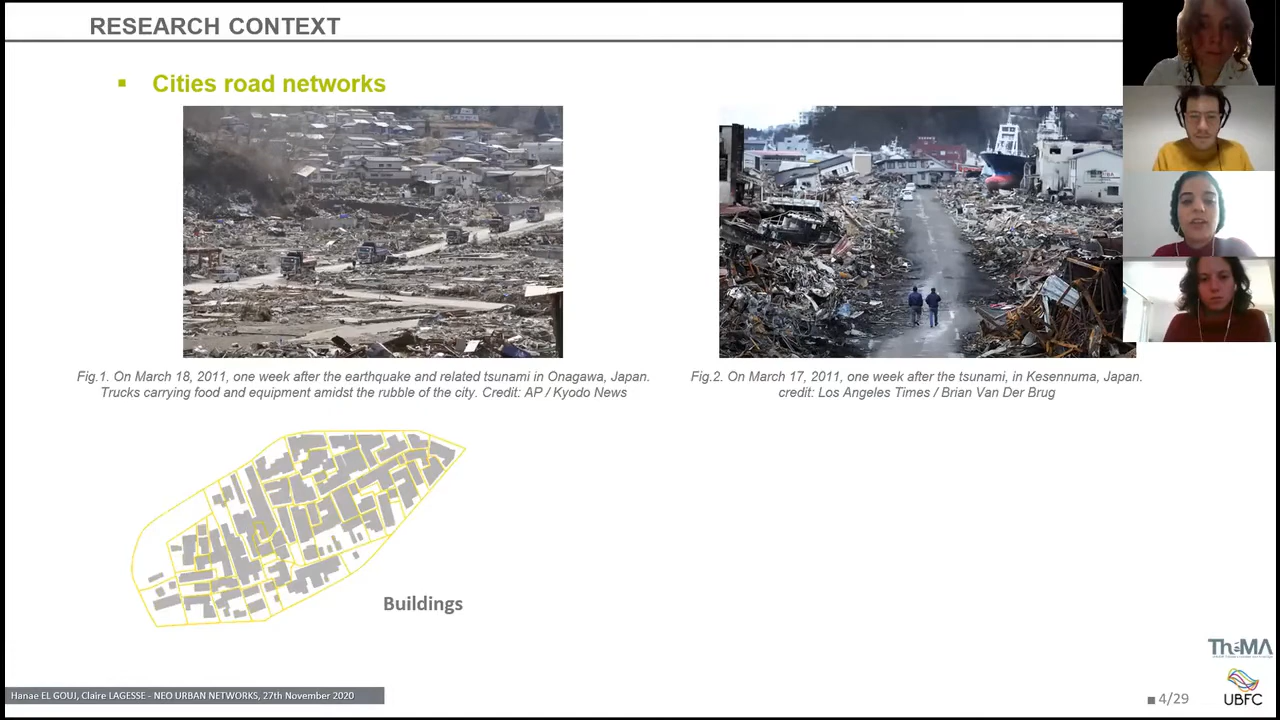 RESEARCH CONTEXT
▪ Cities road networks
Fig.1. On March 18, 2011, one week after the earthquake and related tsunami in Onagawa, Japan.
Trucks carrying food and equipment amidst the rubble of the city. Credit: AP / Kyodo News
Fig.2. On March 17, 2011, one week after the tsunami, in Kesennuma, Japan.
credit: Los Angeles Times / Brian Van Der Brug
Buildings
ThéMA
Hanae EL GOUJ, Claire LAGESSE - NEO URBAN NETWORKS, 27th November 2020
4/29
UBFC